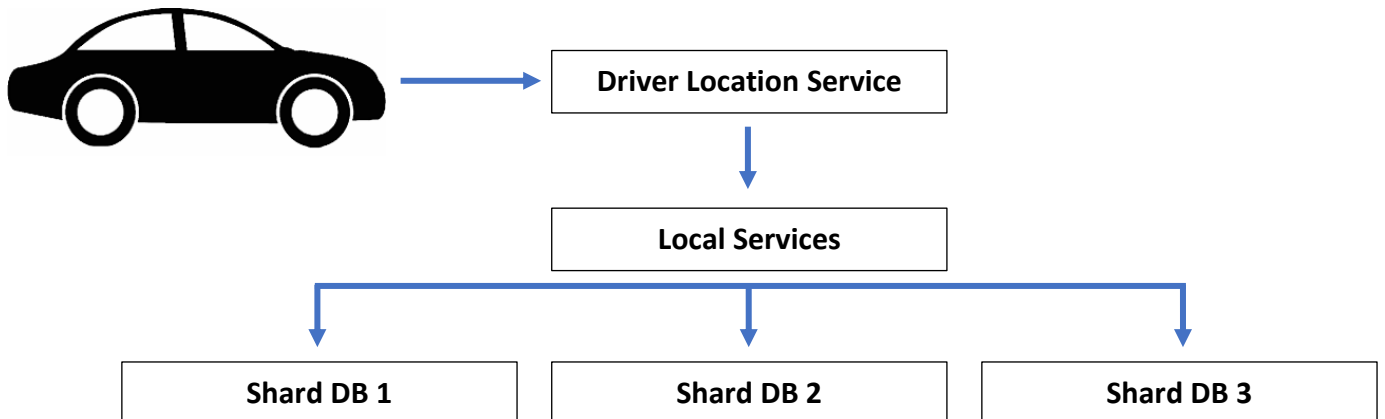 Driver Location Service
Local Services
Shard DB 1
Shard DB 2
Shard DB 3